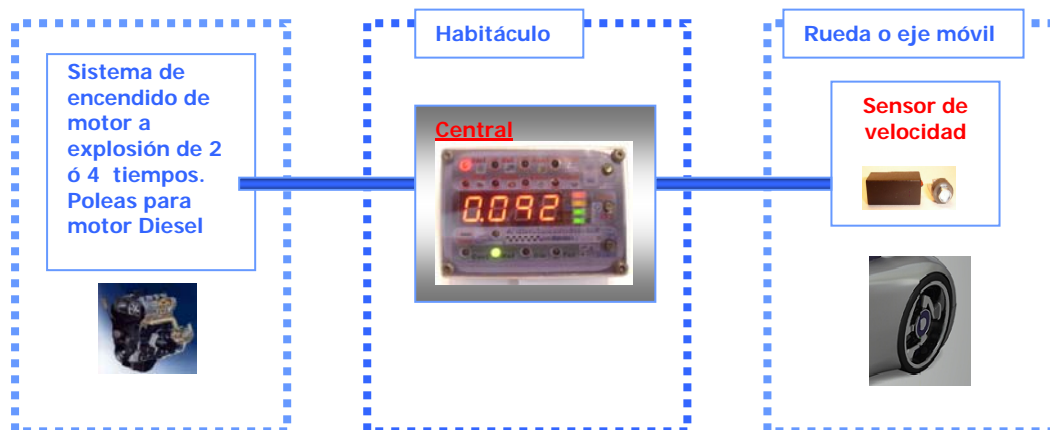 Sistema de
encendido de
motor a
explosión de 2
ó 4 tiempos.
Poleas para
motor Diesel
Habitáculo
Central
0.092
Rueda o eje móvil
Sensor de
velocidad